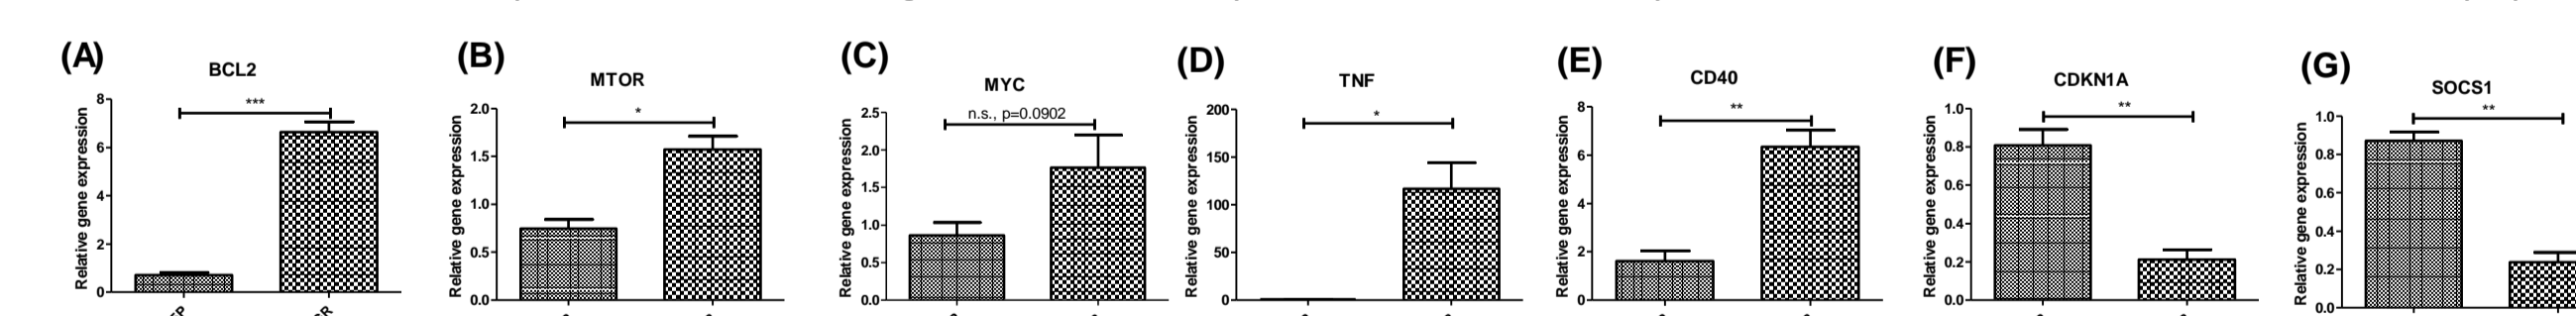 (A)
BCL2
***
Relative gene expression
8
6
4
2
0
(B)
MTOR
*
Relative gene expression
2.0
1.5
1.0
0.5
0.0
(C)
MYC
n.s., p=0.0902
Relative gene expression
2.5
2.0
1.5
1.0
0.5
0.0
(D)
TNF
*
Relative gene expression
200
150
100
50
0
(E)
CD40
**
Relative gene expression
8
6
4
2
0
(F)
CDKN1A
**
Relative gene expression
1.0
0.8
0.6
0.4
0.2
0.0
(G)
SOCS1
**
Relative gene expression
1.0
0.8
0.6
0.4
0.2
0.0